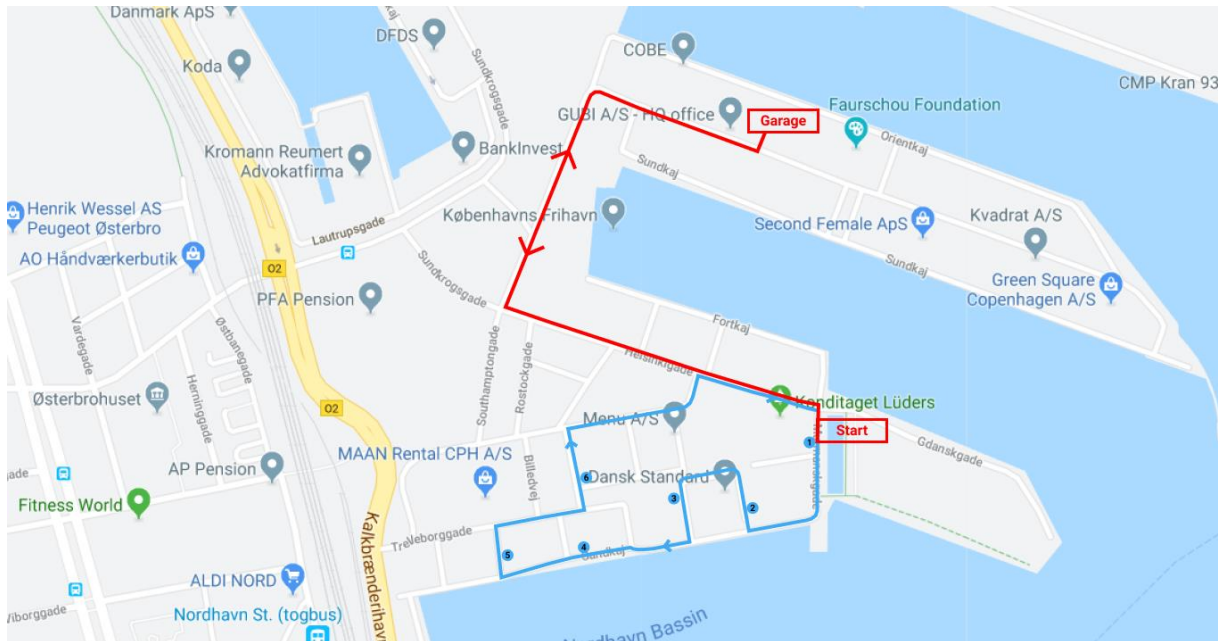 Danmark ApS
DFDS
Koda
Sundkrogsgade
COBE
CMP Kran 93
GUBI A/S - HQ office
Garage
Faurschou Foundation
Orientkaj
BankInvest
Kromann Reumert
Advokatfirma
Sundkaj
Henrik Wessel AS
Peugeot Østerbro
Københavns Frihavn
Second Female ApS
Kvadrat A/S
Lautrupsgade
AO Håndværkerbutik
O2
Sundkrogsgade
Sundkaj
Green Square
Copenhagen A/S
PFA Pension
Fortkaj
Vardegade
Østbanegade
Helsinkigade
Southamptongade
Rostockgade
Østerbrohuset
Herninggade
O2
Konditaget Lüders
Menu A/S
Start
1
Gdanskgade
MAAN Rental CPH A/S
AP Pension
Billedvej
6
Dansk Standard
3
2
Fitness World
Trelleborggade
5
4
Sandkaj
ALDI NORD
Viborggade
Nordhavn St. (togbus)
Nordhavn Bassin